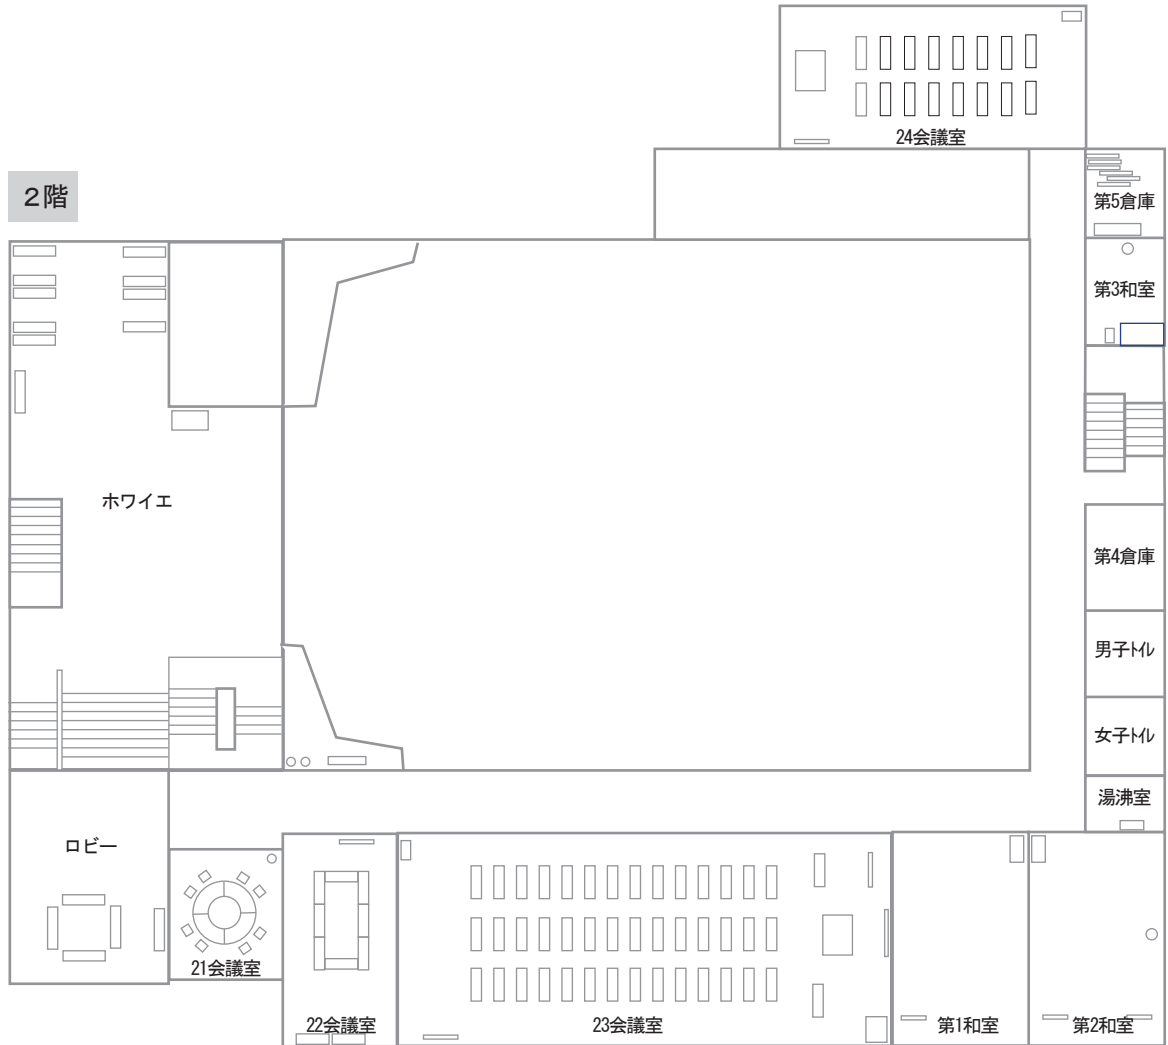 24会議室
2階
第5倉庫
第3和室
ホワイエ
第4倉庫
男子トイレ
女子トイレ
湯沸室
ロビー
21会議室
22会議室
23会議室
第1和室
第2和室